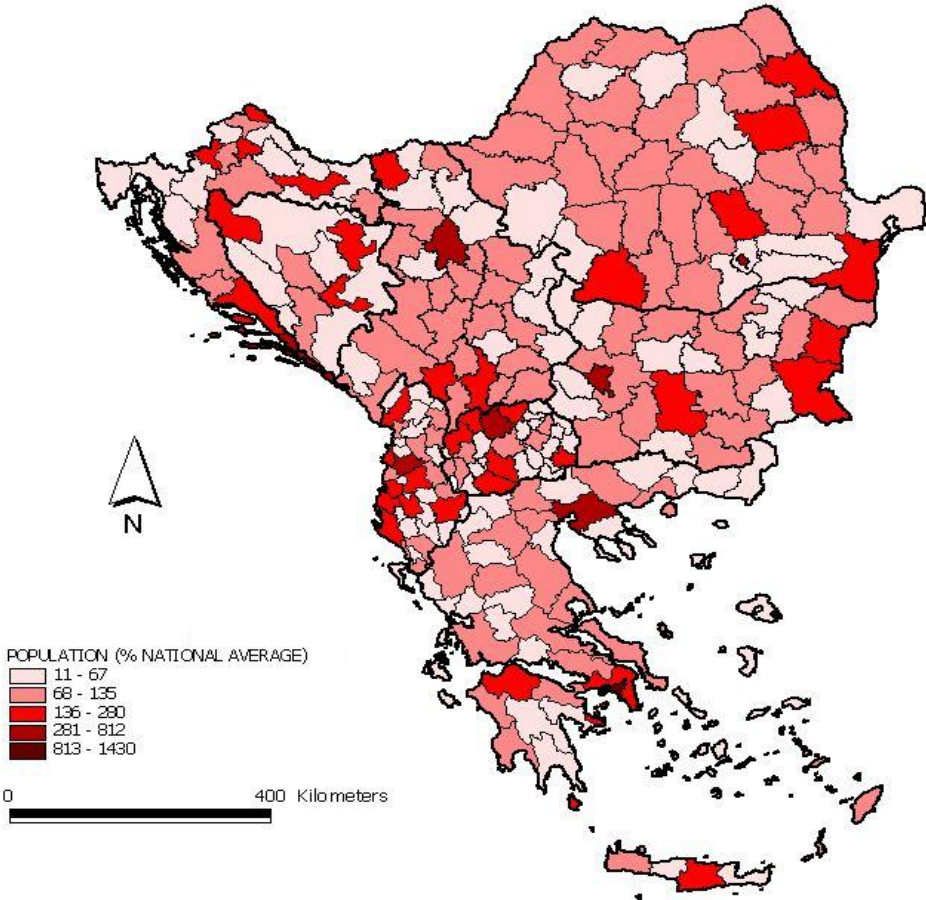 N
POPULATION (% NATIONAL AVERAGE)
11 - 67
68 - 135
136 - 280
281 - 812
813 - 1430
0 400 Kilometers